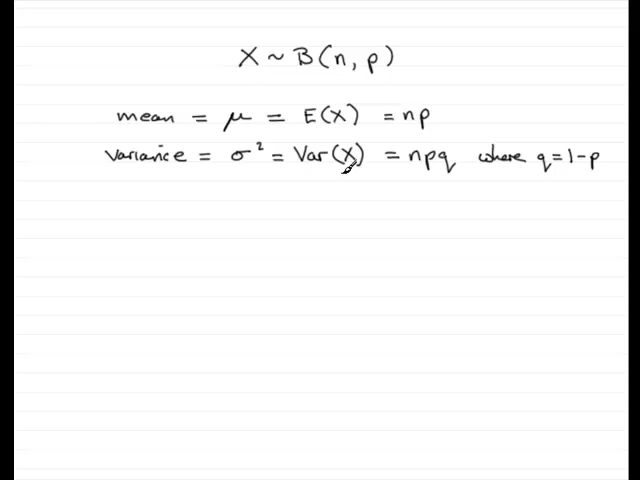 X ~ B(n, p)
mean = μ = E(X) = np
Variance = σ² = Var(X) = npq where q = 1 - p